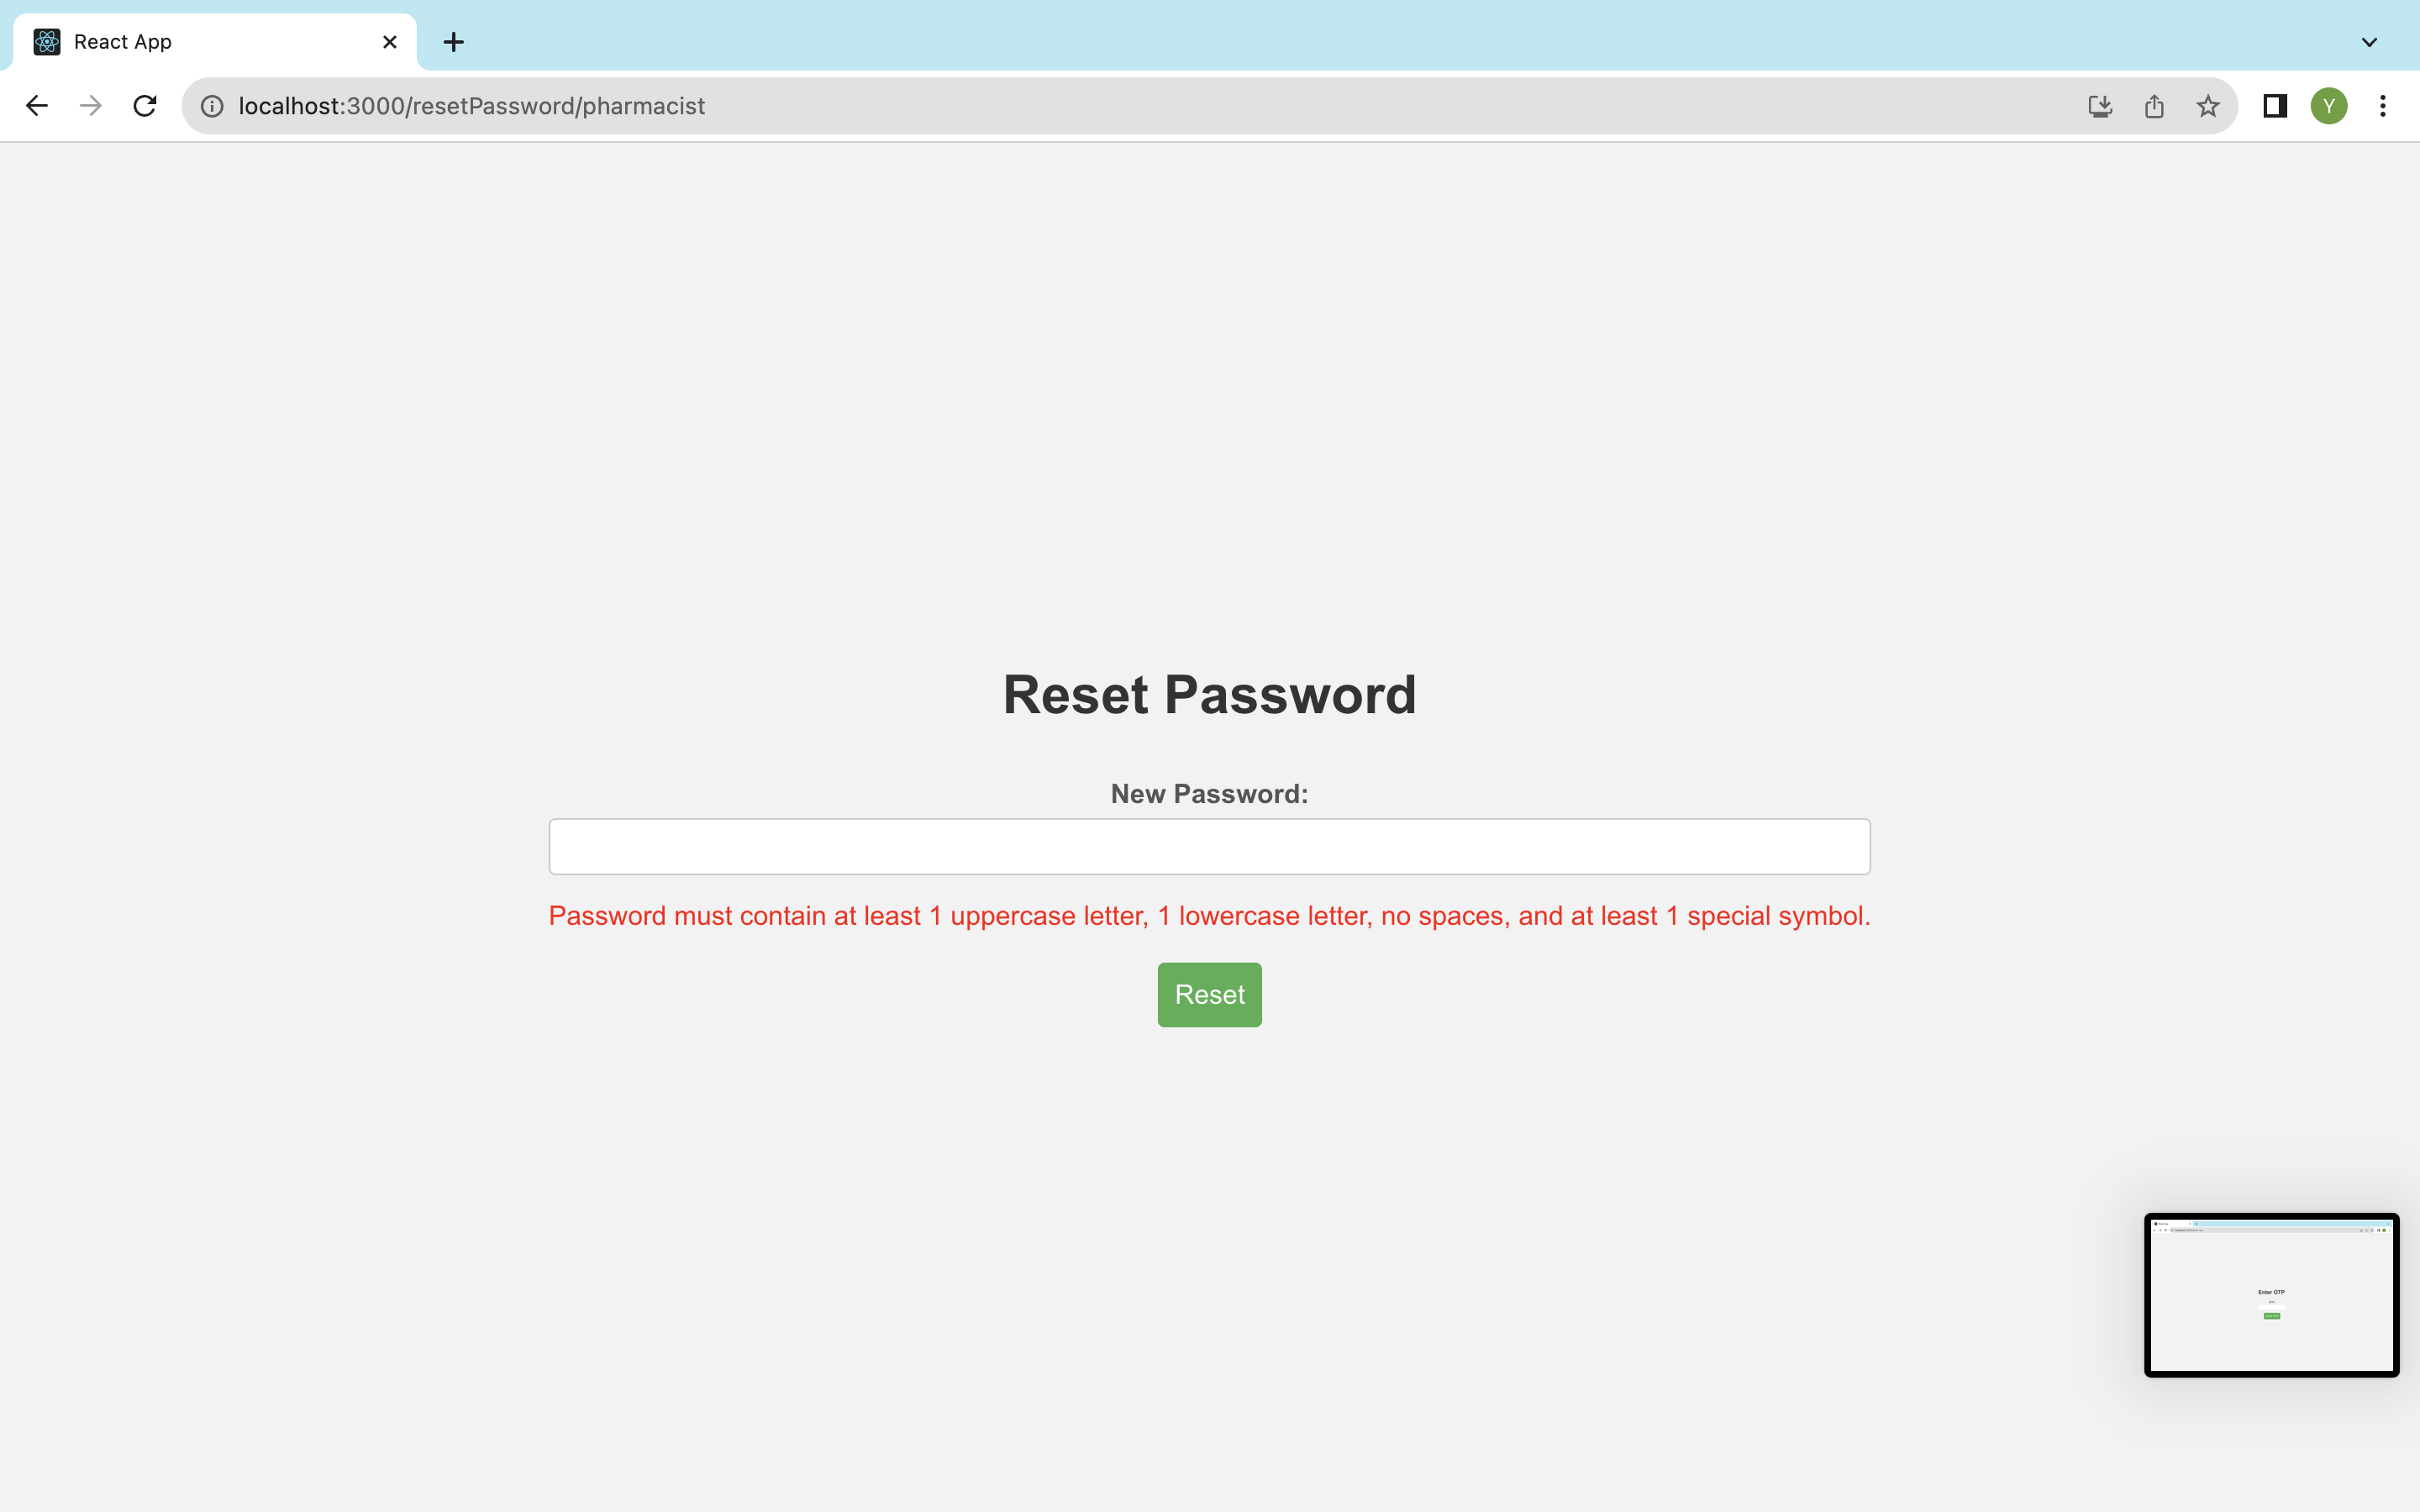 React App
localhost:3000/resetPassword/pharmacist
Y
Reset Password
New Password:
Password must contain at least 1 uppercase letter, 1 lowercase letter, no spaces, and at least 1 special symbol.
Reset
Enter OTP